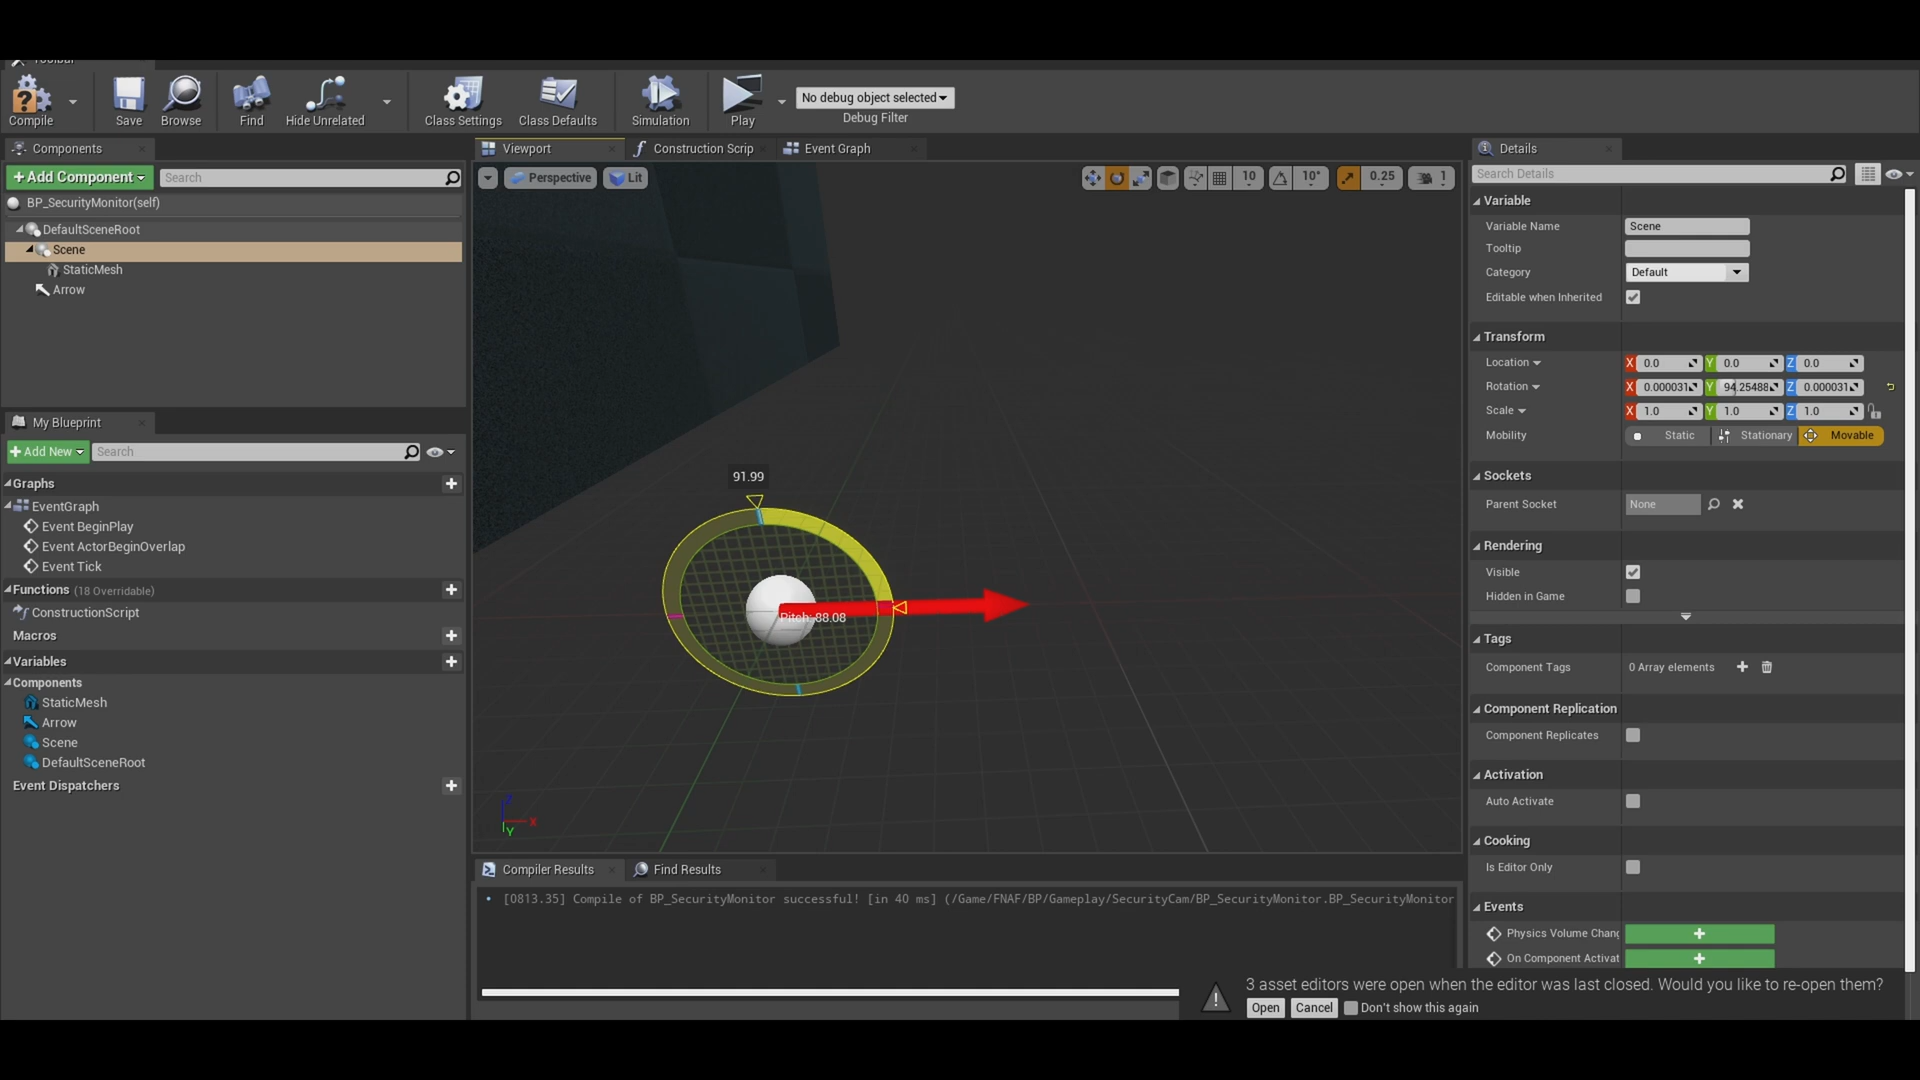 Toolbar
Compile
Save
Browse
Find
Hide Unrelated
Class Settings
Class Defaults
Simulation
Play
No debug object selected
Debug Filter
Components
Add Component
Search
BP_SecurityMonitor(self)
DefaultSceneRoot
Scene
StaticMesh
Arrow
My Blueprint
Add New
Search
Graphs
EventGraph
Event BeginPlay
Event ActorBeginOverlap
Event Tick
Functions (18 Overridable)
ConstructionScript
Macros
Variables
Components
StaticMesh
Arrow
Scene
DefaultSceneRoot
Event Dispatchers
Viewport
Construction Scrip
Event Graph
Perspective
Lit
10
10°
0.25
1
91.99
Pitch: 88.08
Z
X
Y
Compiler Results
Find Results
[0813.35] Compile of BP_SecurityMonitor successful! [in 40 ms] (/Game/FNAF/BP/Gameplay/SecurityCam/BP_SecurityMonitor.BP_SecurityMonitor
Details
Search Details
Variable
Variable Name Scene
Tooltip
Category Default
Editable when Inherited
Transform
Location X 0.0 Y 0.0 Z 0.0
Rotation X 0.000031 Y 94.25488 Z 0.000031
Scale X 1.0 Y 1.0 Z 1.0
Mobility Static Stationary Movable
Sockets
Parent Socket None
Rendering
Visible
Hidden in Game
Tags
Component Tags 0 Array elements
Component Replication
Component Replicates
Activation
Auto Activate
Cooking
Is Editor Only
Events
Physics Volume Chang
On Component Activat
3 asset editors were open when the editor was last closed. Would you like to re-open them?
Open Cancel Don't show this again